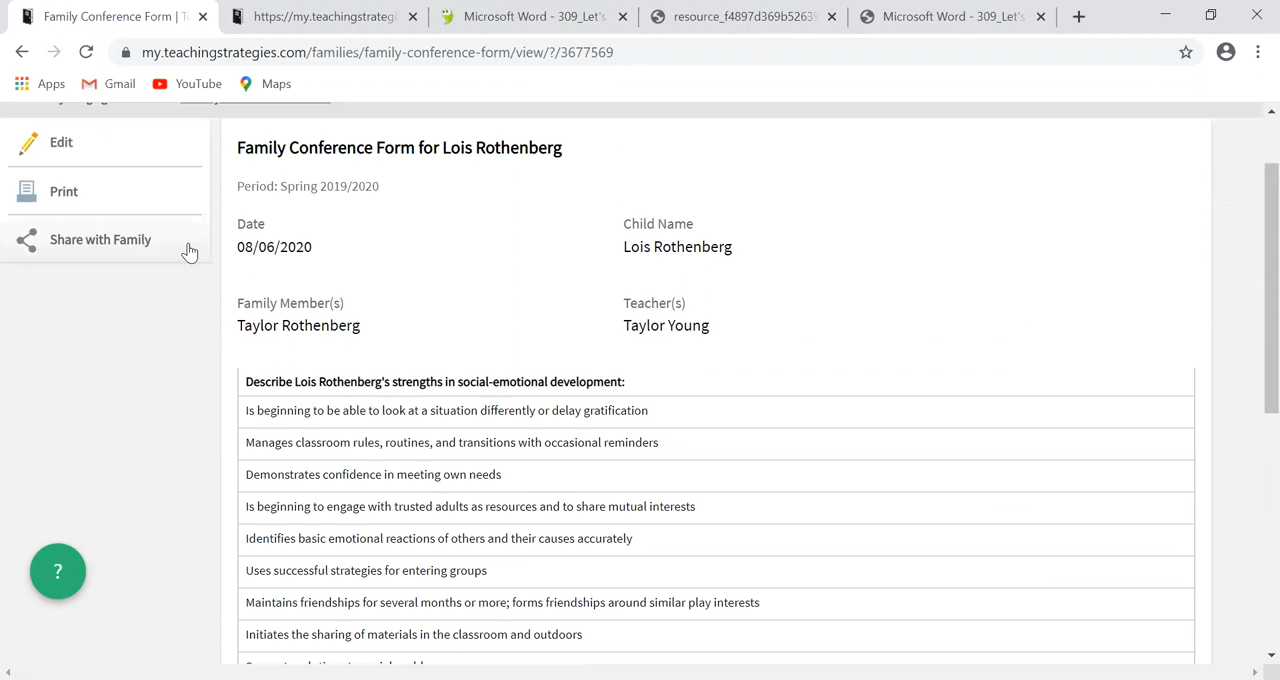 Family Conference Form | T
https://my.teachingstrategi
Microsoft Word - 309_Let's
resource_f4897d369b52639
Microsoft Word - 309_Let's
my.teachingstrategies.com/families/family-conference-form/view/?/3677569
Apps
Gmail
YouTube
Maps
Edit
Print
Share with Family
Family Conference Form for Lois Rothenberg
Period: Spring 2019/2020
Date
Child Name
08/06/2020
Lois Rothenberg
Family Member(s)
Teacher(s)
Taylor Rothenberg
Taylor Young
Describe Lois Rothenberg's strengths in social-emotional development:
Is beginning to be able to look at a situation differently or delay gratification
Manages classroom rules, routines, and transitions with occasional reminders
Demonstrates confidence in meeting own needs
Is beginning to engage with trusted adults as resources and to share mutual interests
Identifies basic emotional reactions of others and their causes accurately
Uses successful strategies for entering groups
Maintains friendships for several months or more; forms friendships around similar play interests
Initiates the sharing of materials in the classroom and outdoors
?